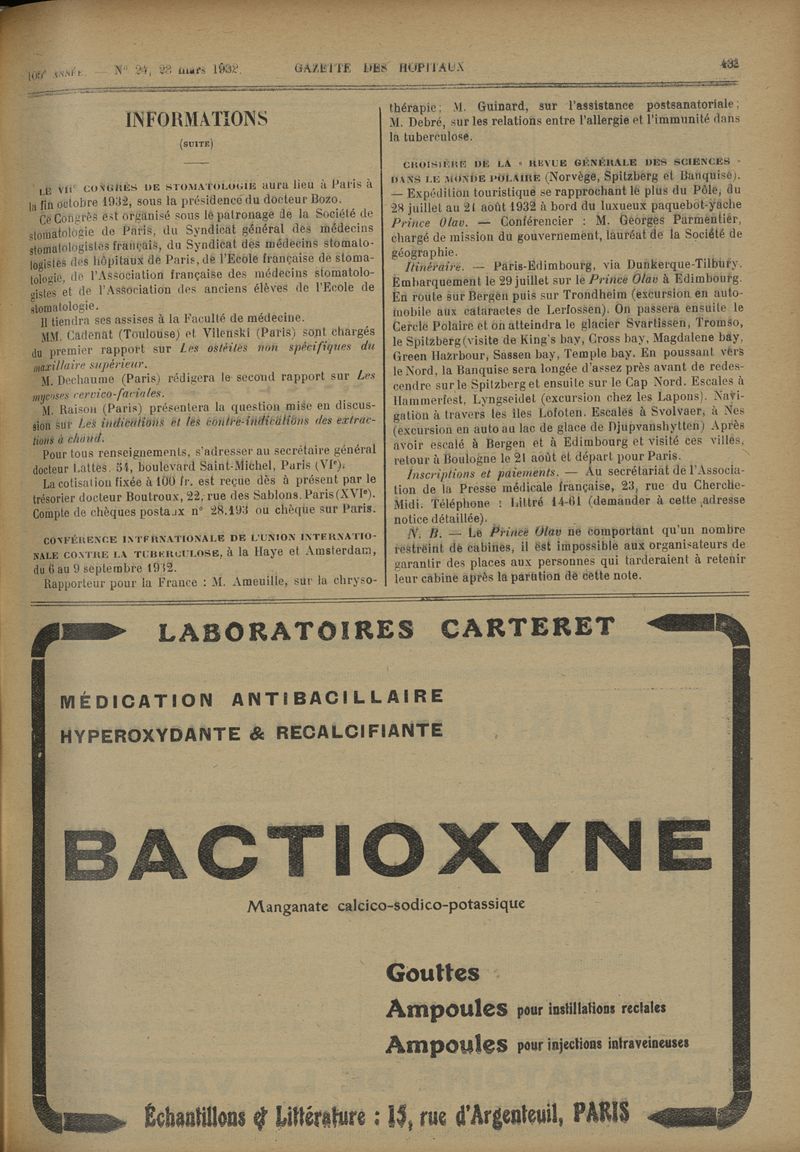 105e ANNÉE. — N° 24, 23 mars 1932. GAZETTE DES HOPITAUX 433
INFORMATIONS
(SUITE)
LE VIIe CONGRÈS DE STOMATOLOGIE aura lieu à Paris à
la fin octobre 1932, sous la présidence du docteur Bozo.
Ce Congrès est organisé sous le patronage de la Société de
stomatologie de Paris, du Syndicat général des médecins
stomatologistes français, du Syndicat des médecins stomato-
logistes des hôpitaux de Paris, de l'Ecole française de stoma-
tologie, de l'Association française des médecins stomatolo-
gistes et de l'Association des anciens élèves de l'Ecole de
stomatologie.
Il tiendra ses assises à la Faculté de médecine.
MM. Cadenat (Toulouse) et Vilenski (Paris) sont chargés
du premier rapport sur Les ostéites non spécifiques du
maxillaire supérieur.
M. Dechaume (Paris) rédigera le second rapport sur Les
mycoses cervico-faciales.
M. Raison (Paris) présentera la question mise en discus-
sion sur Les indications et les contre-indications des extrac-
tions à chaud.
Pour tous renseignements, s'adresser au secrétaire général
docteur Lattès, 54, boulevard Saint-Michel, Paris (VIe).
La cotisation fixée à 100 fr. est reçue dès à présent par le
trésorier docteur Boutroux, 22, rue des Sablons, Paris (XVIe).
Compte de chèques postaux n° 28.193 ou chèque sur Paris.
CONFÉRENCE INTERNATIONALE DE L'UNION INTERNATIO-
NALE CONTRE LA TUBERCULOSE, à la Haye et Amsterdam,
du 6 au 9 septembre 1932.
Rapporteur pour la France : M. Ameuille, sur la chryso-
thérapie; M. Guinard, sur l'assistance postsanatoriale;
M. Debré, sur les relations entre l'allergie et l'immunité dans
la tuberculose.
CROISIÈRE DE LA « REVUE GÉNÉRALE DES SCIENCES »
DANS LE MONDE POLAIRE (Norvège, Spitzberg et Banquise).
— Expédition touristique se rapprochant le plus du Pôle, du
28 juillet au 21 août 1932 à bord du luxueux paquebot-yache
Prince Olav. — Conférencier : M. Georges Parmentier,
chargé de mission du gouvernement, lauréat de la Société de
géographie.
Itinéraire. — Paris-Edimbourg, via Dunkerque-Tilbury.
Embarquement le 29 juillet sur le Prince Olav à Edimbourg.
En route sur Bergen puis sur Trondheim (excursion en auto-
mobile aux cataractes de Lerfossen). On passera ensuite le
Cercle Polaire et on atteindra le glacier Svartissen, Tromso,
le Spitzberg (visite de King's bay, Cross bay, Magdalene bay,
Green Hazrbour, Sassen bay, Temple bay. En poussant vers
le Nord, la Banquise sera longée d'assez près avant de redes-
cendre sur le Spitzberg et ensuite sur le Cap Nord. Escales à
Hammerfest, Lyngseidel (excursion chez les Lapons). Navi-
gation à travers les îles Lofoten. Escales à Svolvaer, à Nes
(excursion en auto au lac de glace de Djupvanshytten) Après
avoir escalé à Bergen et à Edimbourg et visité ces villes,
retour à Boulogne le 21 août et départ pour Paris.
Inscriptions et paiements. — Au secrétariat de l'Associa-
tion de la Presse médicale française, 23, rue du Cherche-
Midi. Téléphone : Littré 14-61 (demander à cette adresse
notice détaillée).
N. B. — Le Prince Olav ne comportant qu'un nombre
restreint de cabines, il est impossible aux organisateurs de
garantir des places aux personnes qui tarderaient à retenir
leur cabine après la parution de cette note.
LABORATOIRES CARTERET
MÉDICATION ANTIBACILLAIRE
HYPEROXYDANTE & RECALCIFIANTE
BACTIOXYNE
Manganate calcico-sodico-potassique
Gouttes
Ampoules pour instillations rectales
Ampoules pour injections intraveineuses
Échantillons & Littérature : 15, rue d'Argenteuil, PARIS